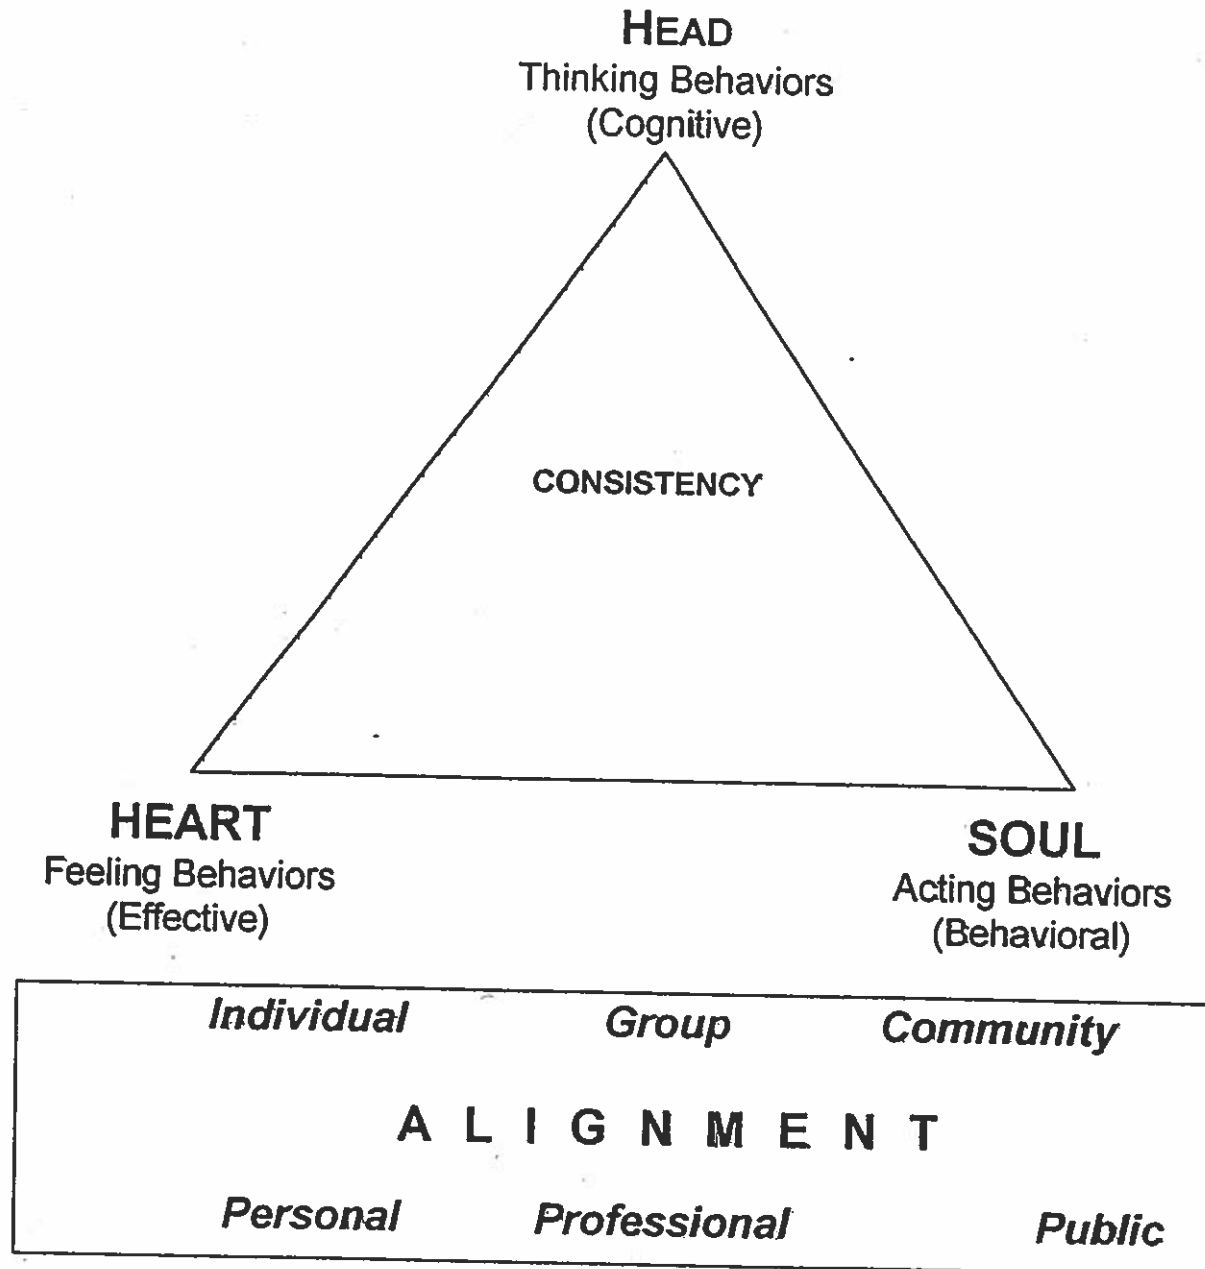 HEAD
Thinking Behaviors
(Cognitive)
CONSISTENCY
HEART
Feeling Behaviors
(Effective)
SOUL
Acting Behaviors
(Behavioral)
Individual Group Community
ALIGNMENT
Personal Professional Public